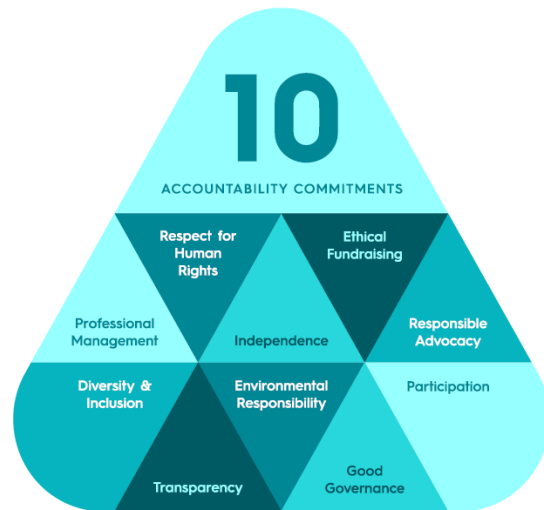 10
ACCOUNTABILITY COMMITMENTS
Respect for
Human
Rights
Ethical
Fundraising
Professional
Management
Independence
Responsible
Advocacy
Diversity &
Inclusion
Environmental
Responsibility
Participation
Transparency
Good
Governance